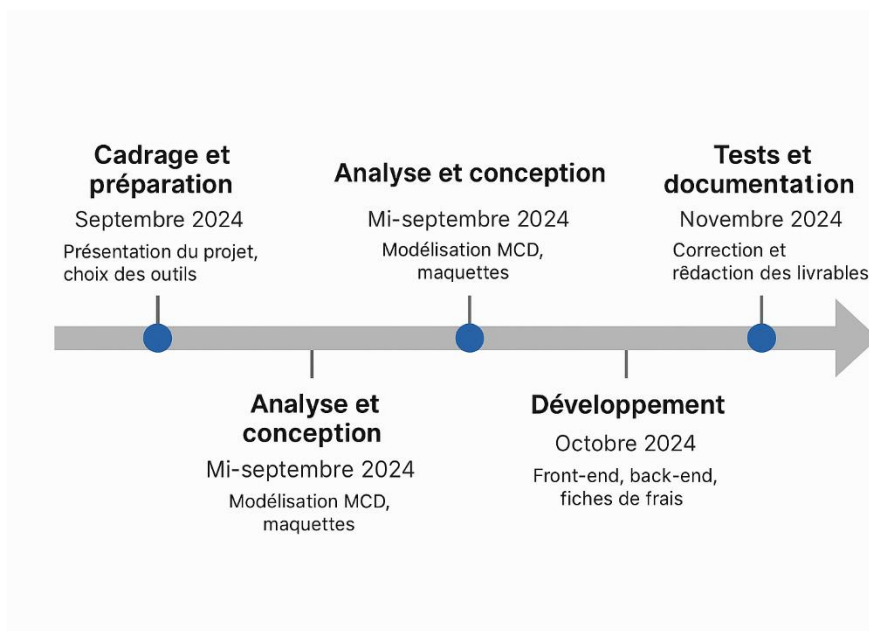 Cadrage et
préparation
Septembre 2024
Présentation du projet,
choix des outils
Analyse et conception
Mi-septembre 2024
Modélisation MCD,
maquettes
Tests et
documentation
Novembre 2024
Correction et
rêdaction des livrables
Analyse et
conception
Mi-septembre 2024
Modélisation MCD,
maquettes
Développement
Octobre 2024
Front-end, back-end,
fiches de frais